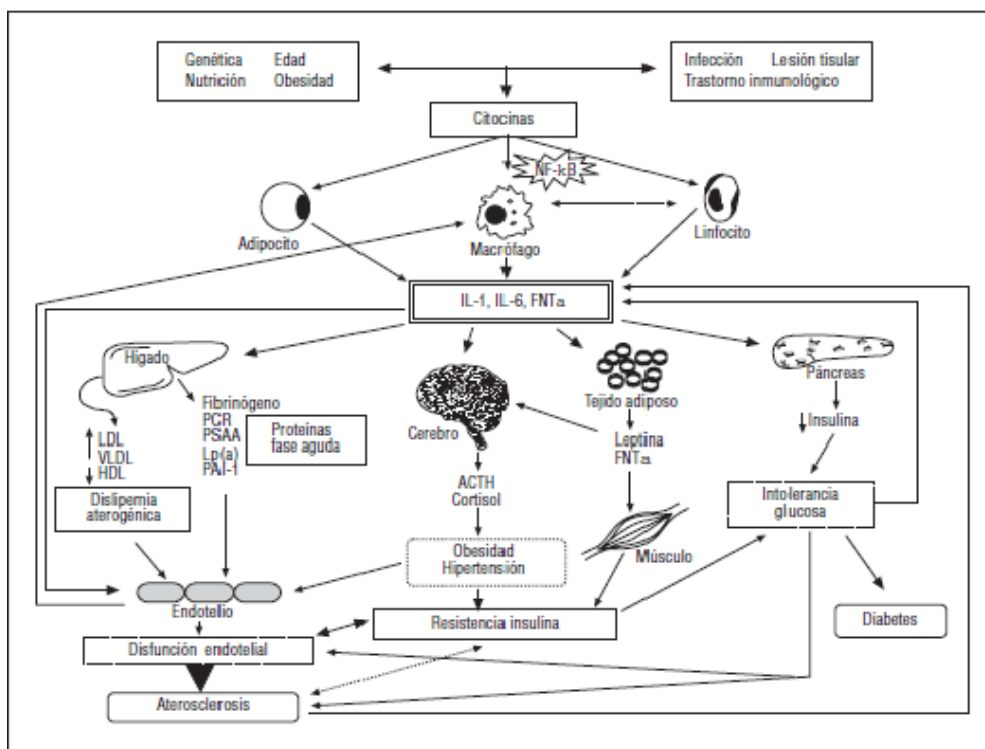 Genética Edad
Nutrición Obesidad
Infección Lesión tisular
Trastorno inmunológico
Citocinas
NF-kB
Adipocito
Macrófago
Linfocito
IL-1, IL-6, FNTα
Hígado
Fibrinógeno
PCR
PSAA
Lp(a)
PAI-1
Proteínas
fase aguda
LDL
VLDL
HDL
Dislipemia
aterogénica
Cerebro
ACTH
Cortisol
Obesidad
Hipertensión
Tejido adiposo
Leptina
FNTα
Músculo
Páncreas
Insulina
Intolerancia
glucosa
Diabetes
Endotelio
Resistencia insulina
Disfunción endotelial
Aterosclerosis